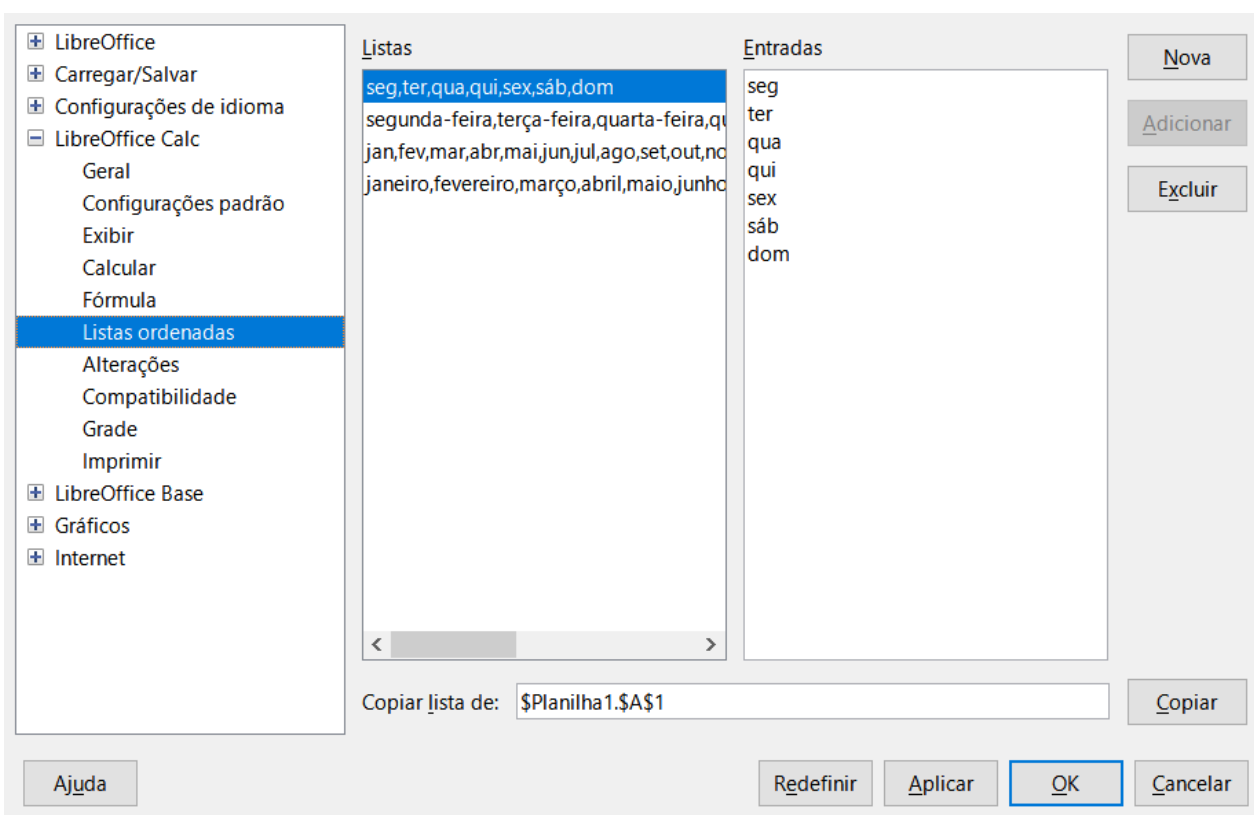 LibreOffice
Carregar/Salvar
Configurações de idioma
LibreOffice Calc
Geral
Configurações padrão
Exibir
Calcular
Fórmula
Listas ordenadas
Alterações
Compatibilidade
Grade
Imprimir
LibreOffice Base
Gráficos
Internet
Listas
seg,ter,qua,qui,sex,sáb,dom
segunda-feira,terça-feira,quarta-feira,qu
jan,fev,mar,abr,mai,jun,jul,ago,set,out,no
janeiro,fevereiro,março,abril,maio,junho
Entradas
seg
ter
qua
qui
sex
sáb
dom
Nova
Adicionar
Excluir
Copiar lista de: $Planilha1.$A$1
Copiar
Ajuda
Redefinir
Aplicar
OK
Cancelar